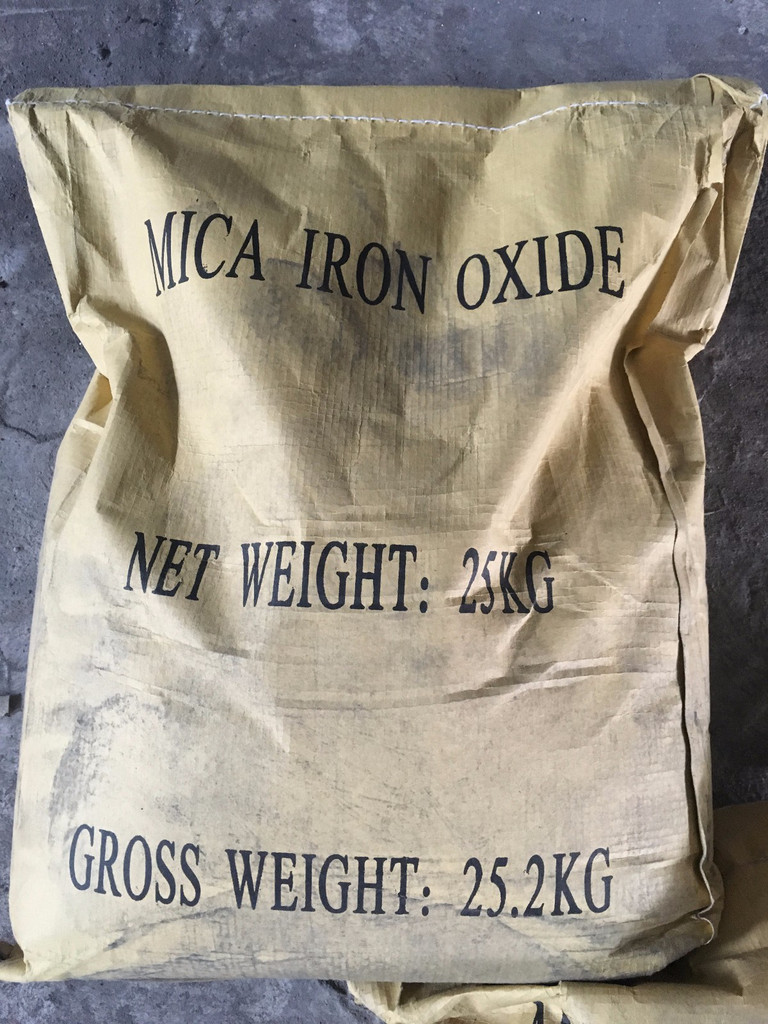 MICA IRON OXIDE
NET WEIGHT: 25KG
GROSS WEIGHT: 25.2KG